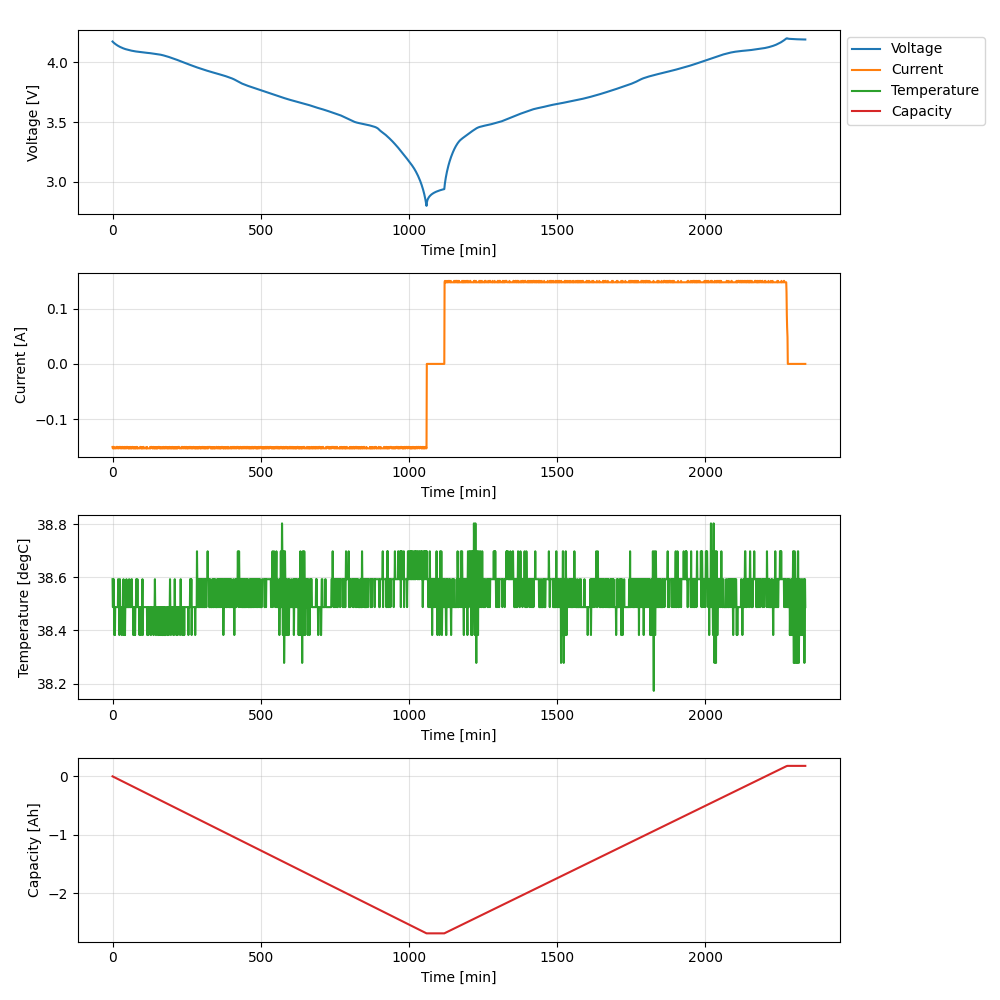 Voltage [V]
4.0
3.5
3.0
0 500 1000 1500 2000
Time [min]
Voltage
Current
Temperature
Capacity
Current [A]
0.1
0.0
−0.1
0 500 1000 1500 2000
Time [min]
Temperature [degC]
38.8
38.6
38.4
38.2
0 500 1000 1500 2000
Time [min]
Capacity [Ah]
0
−1
−2
0 500 1000 1500 2000
Time [min]